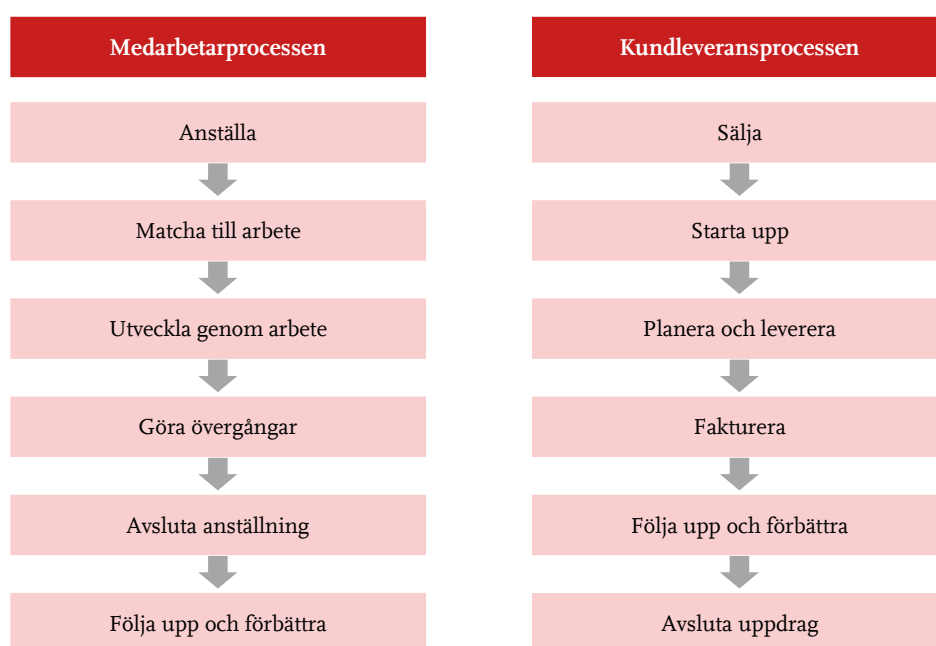 Medarbetarprocessen
Anställa
Matcha till arbete
Utveckla genom arbete
Göra övergångar
Avsluta anställning
Följa upp och förbättra
Kundleveransprocessen
Sälja
Starta upp
Planera och leverera
Fakturera
Följa upp och förbättra
Avsluta uppdrag